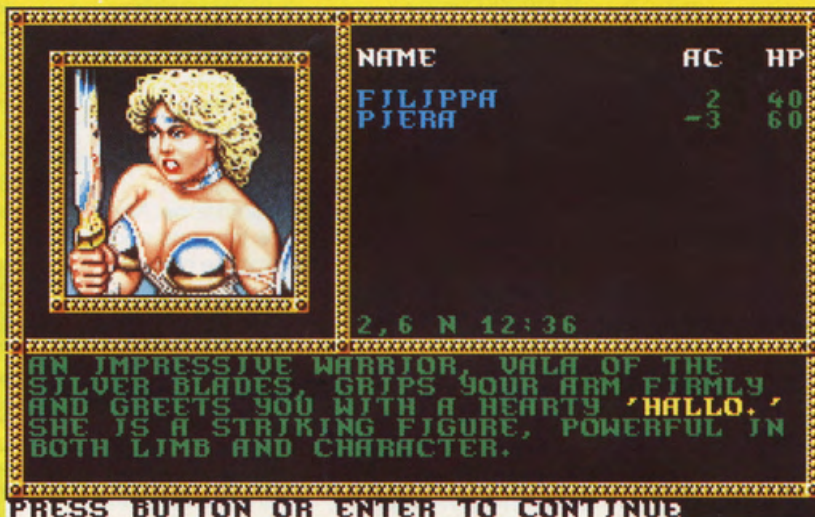 NAME AC HP
FILIPPA 2 40
PIERA -3 60
2,6 N 12:36
AN IMPRESSIVE WARRIOR, VALA OF THE
SILVER BLADES, GRIPS YOUR ARM FIRMLY
AND GREETS YOU WITH A HEARTY 'HALLO.'
SHE IS A STRIKING FIGURE, POWERFUL IN
BOTH LIMB AND CHARACTER.
PRESS BUTTON OR ENTER TO CONTINUE